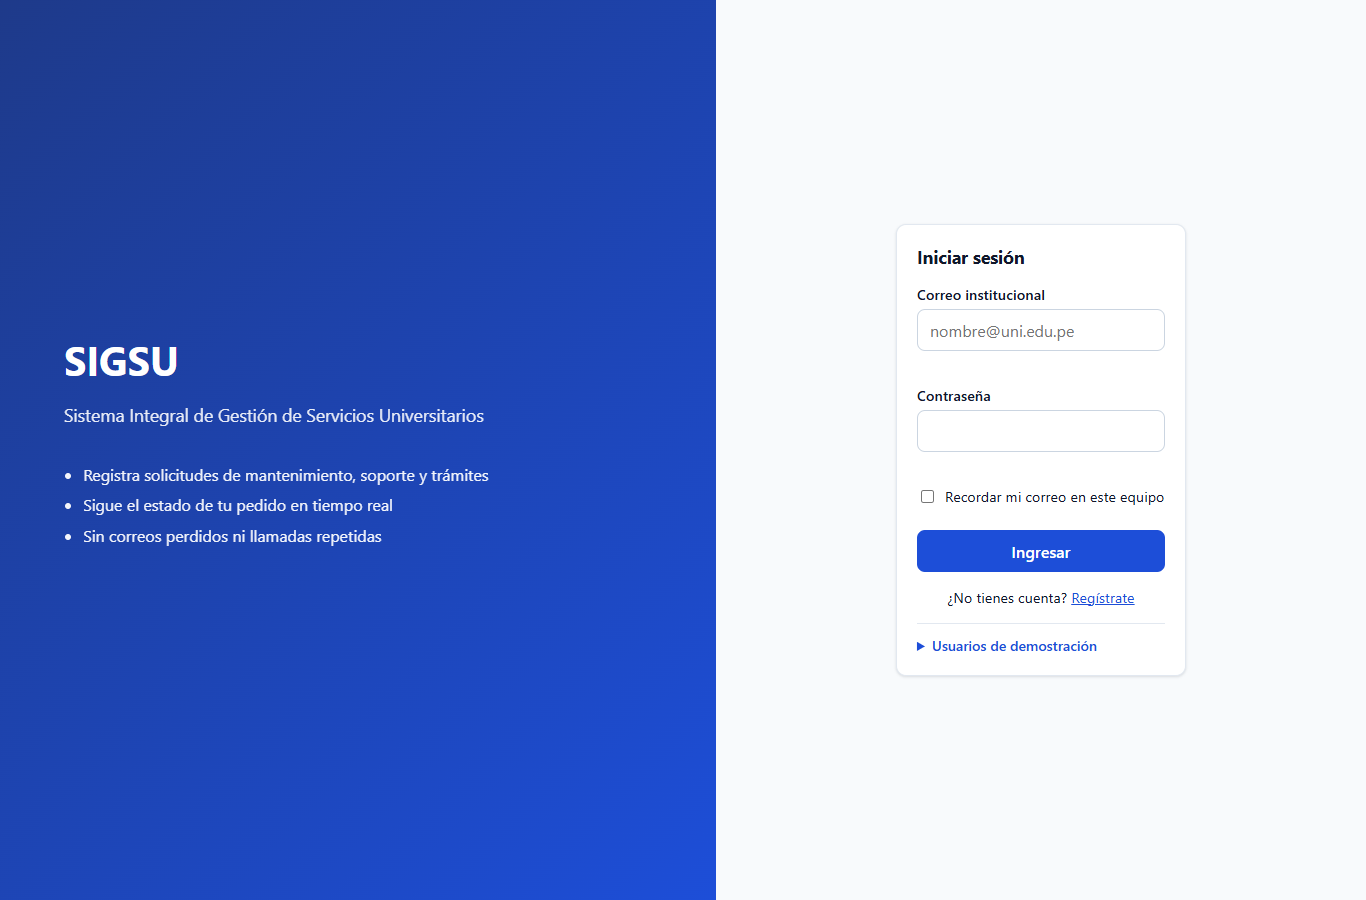 SIGSU
Sistema Integral de Gestión de Servicios Universitarios
Registra solicitudes de mantenimiento, soporte y trámites
Sigue el estado de tu pedido en tiempo real
Sin correos perdidos ni llamadas repetidas
Iniciar sesión
Correo institucional
nombre@uni.edu.pe
Contraseña
Recordar mi correo en este equipo
Ingresar
¿No tienes cuenta? Regístrate
Usuarios de demostración